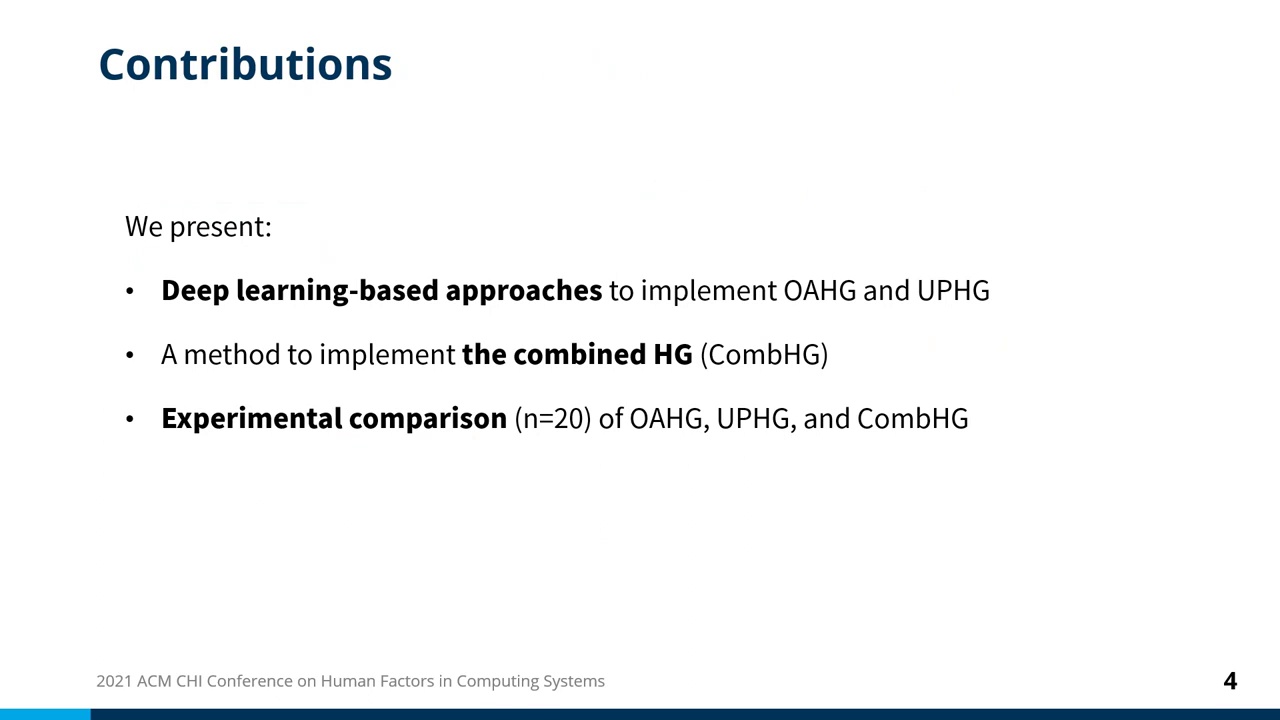 Contributions
We present:
• Deep learning-based approaches to implement OAHG and UPHG
• A method to implement the combined HG (CombHG)
• Experimental comparison (n=20) of OAHG, UPHG, and CombHG
2021 ACM CHI Conference on Human Factors in Computing Systems
4